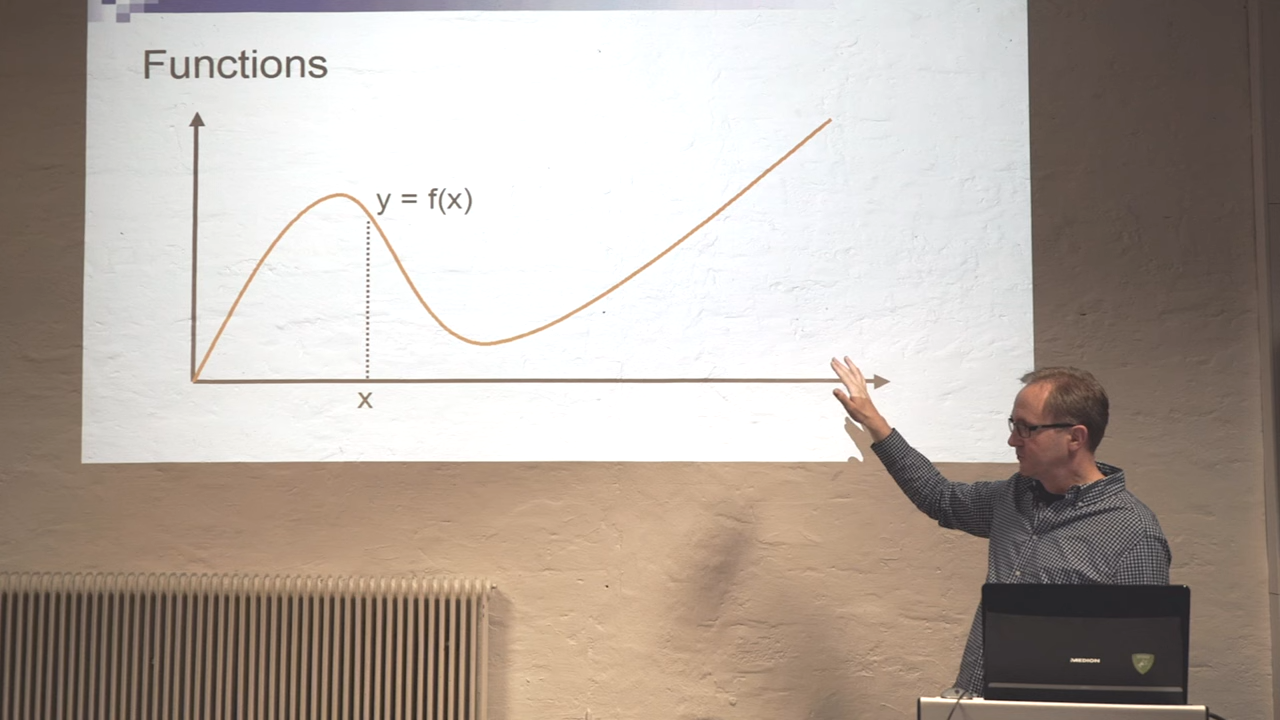 Functions
y = f(x)
x
MEDION